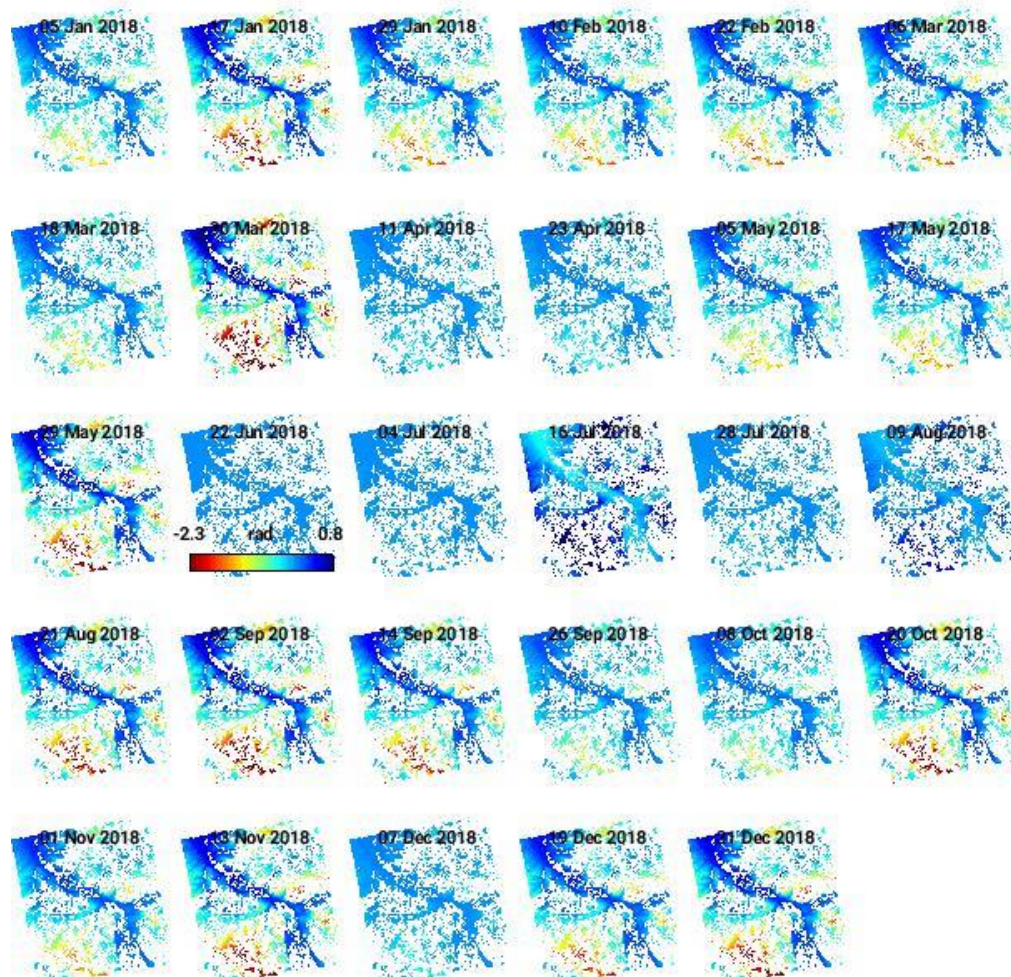 05 Jan 2018 17 Jan 2018 29 Jan 2018 10 Feb 2018 22 Feb 2018 06 Mar 2018
18 Mar 2018 30 Mar 2018 11 Apr 2018 23 Apr 2018 05 May 2018 17 May 2018
29 May 2018 22 Jun 2018 04 Jul 2018 16 Jul 2018 28 Jul 2018 09 Aug 2018
-2.3 rad 0.8
21 Aug 2018 02 Sep 2018 14 Sep 2018 26 Sep 2018 08 Oct 2018 20 Oct 2018
01 Nov 2018 13 Nov 2018 07 Dec 2018 19 Dec 2018 31 Dec 2018